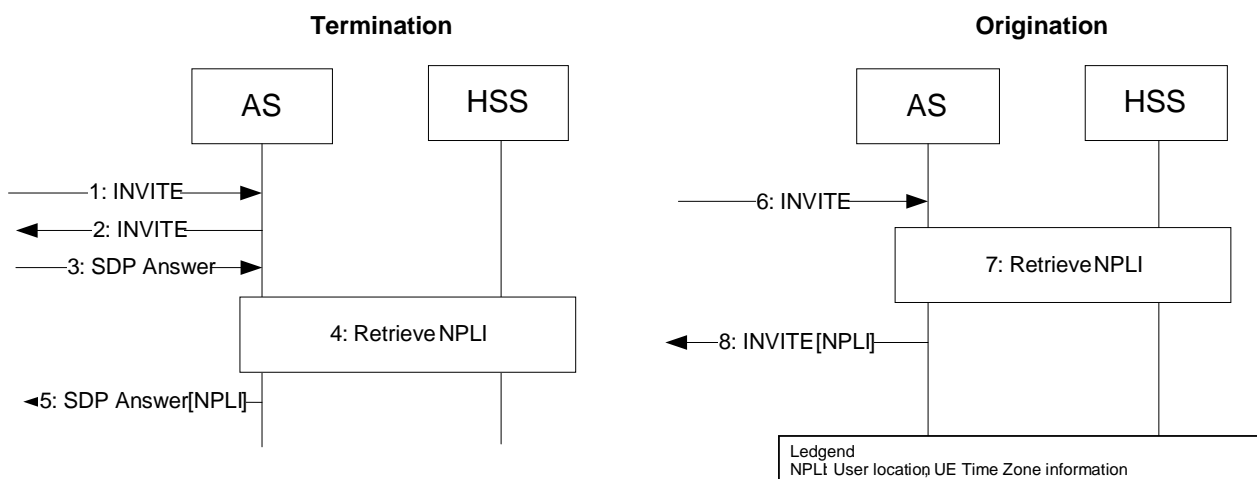 Termination
AS
HSS
1: INVITE
2: INVITE
3: SDP Answer
4: Retrieve NPLI
5: SDP Answer[NPLI]
Origination
AS
HSS
6: INVITE
7: Retrieve NPLI
8: INVITE [NPLI]
Ledgend
NPLI: User location, UE Time Zone information